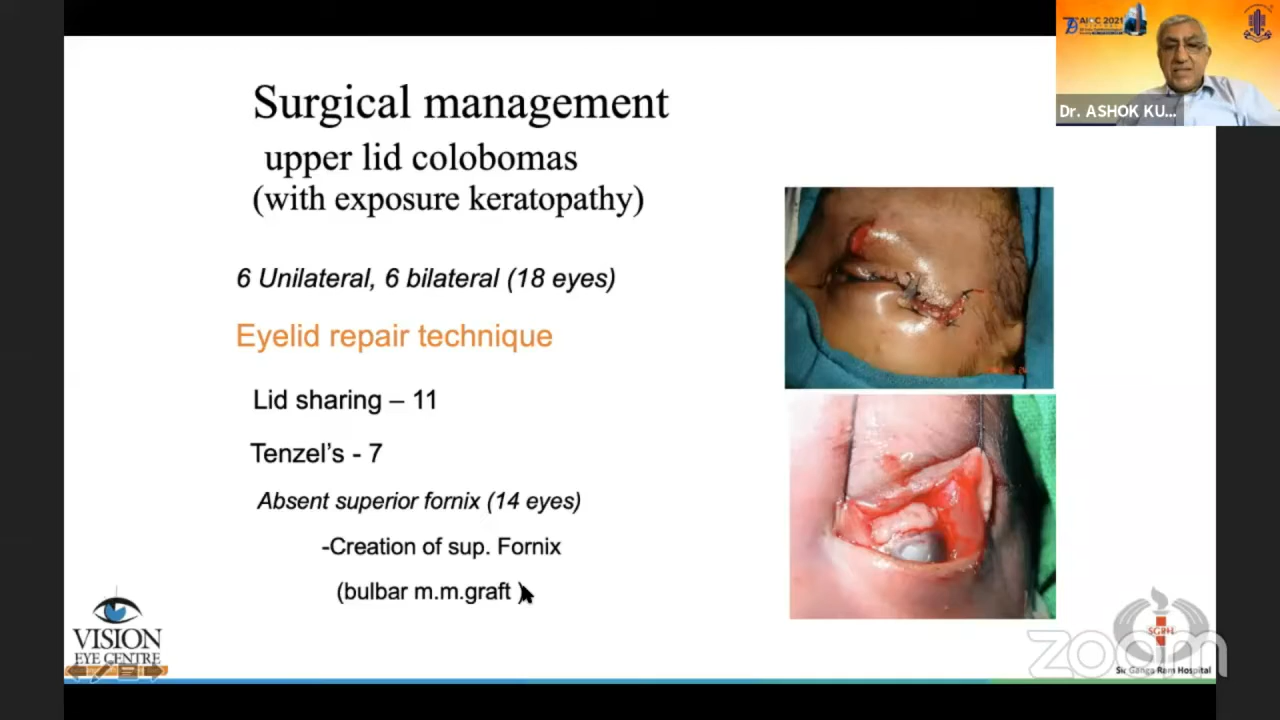 AIOC 2021
Dr. ASHOK KU...
Surgical management
upper lid colobomas
(with exposure keratopathy)
6 Unilateral, 6 bilateral (18 eyes)
Eyelid repair technique
Lid sharing – 11
Tenzel’s - 7
Absent superior fornix (14 eyes)
-Creation of sup. Fornix
(bulbar m.m.graft )
VISION
EYE CENTRE
SGRH
zoom
Sir Ganga Ram Hospital